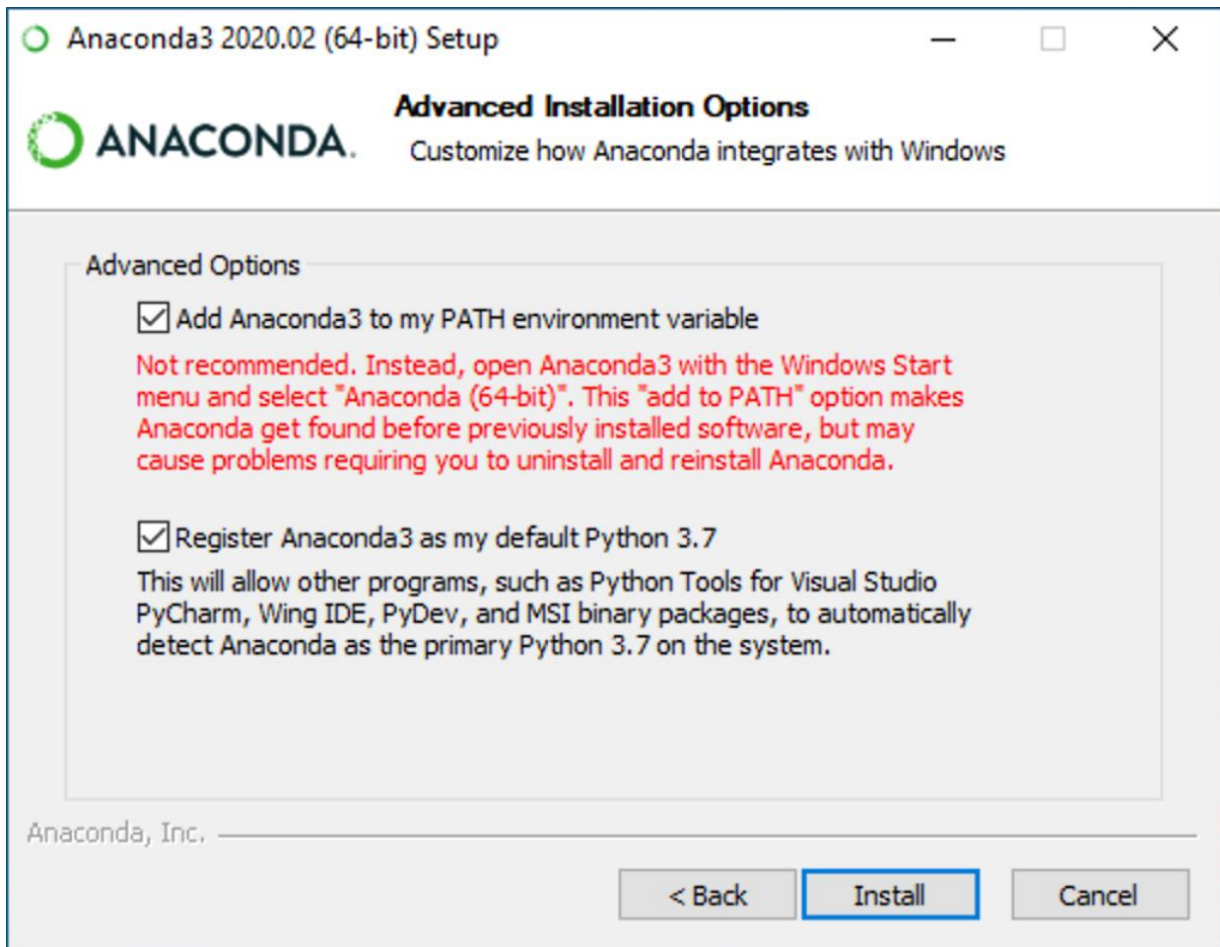 Anaconda3 2020.02 (64-bit) Setup
ANACONDA.
Advanced Installation Options
Customize how Anaconda integrates with Windows
Advanced Options
Add Anaconda3 to my PATH environment variable
Not recommended. Instead, open Anaconda3 with the Windows Start
menu and select "Anaconda (64-bit)". This "add to PATH" option makes
Anaconda get found before previously installed software, but may
cause problems requiring you to uninstall and reinstall Anaconda.
Register Anaconda3 as my default Python 3.7
This will allow other programs, such as Python Tools for Visual Studio
PyCharm, Wing IDE, PyDev, and MSI binary packages, to automatically
detect Anaconda as the primary Python 3.7 on the system.
Anaconda, Inc.
< Back
Install
Cancel